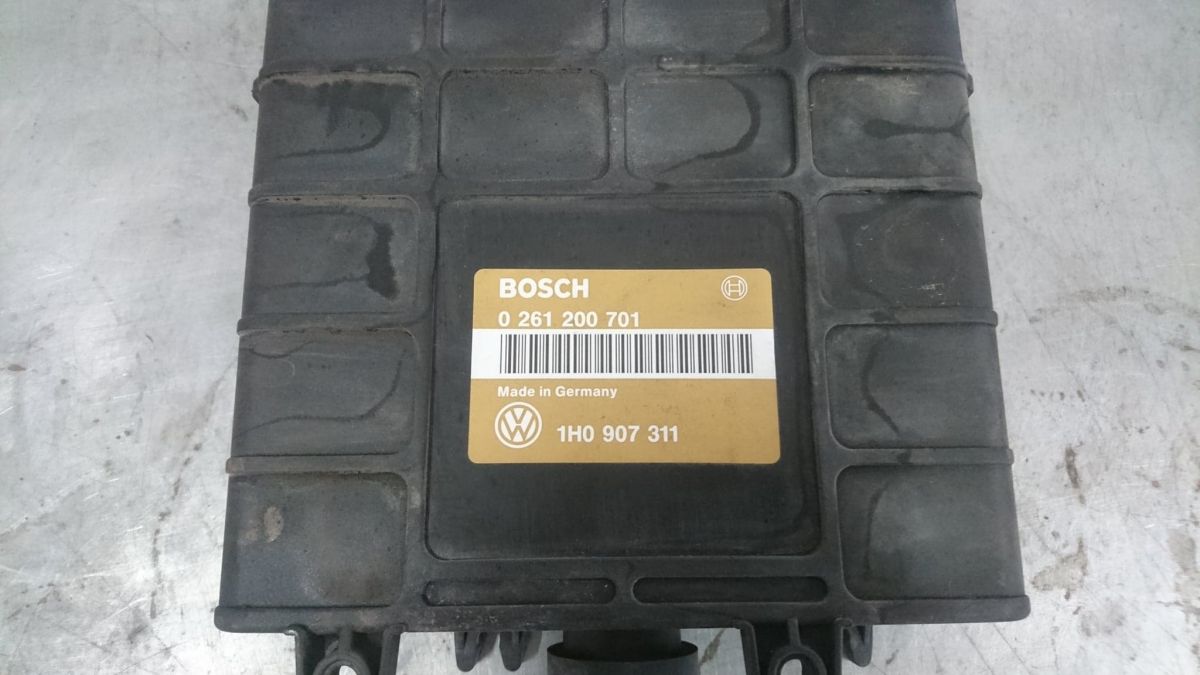 BOSCH
0 261 200 701
Made in Germany
1H0 907 311